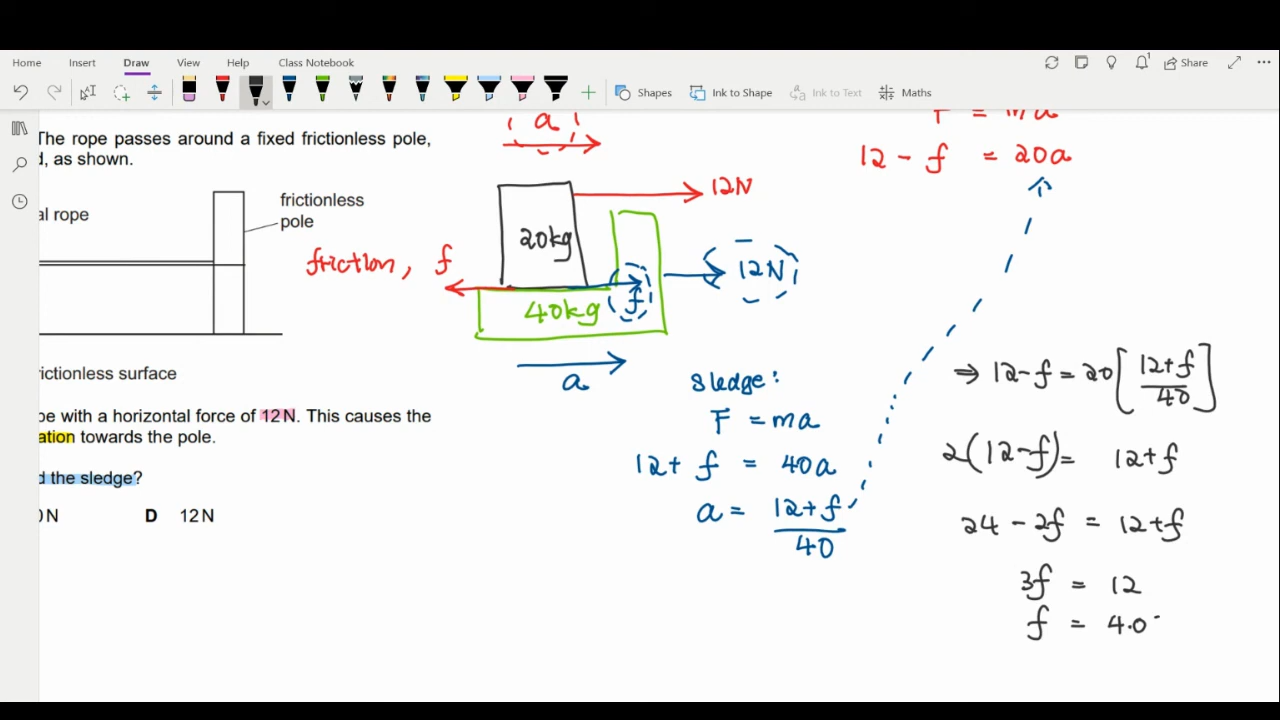 Home Insert Draw View Help Class Notebook
Share
Shapes Ink to Shape Ink to Text Maths
The rope passes around a fixed frictionless pole,
d, as shown.
frictionless
pole
al rope
rictionless surface
pe with a horizontal force of 12N. This causes the
ation towards the pole.
d the sledge?
0N D 12N
a
12N
20kg
friction, f
f
40kg
12N
a
sledge:
F = ma
12+ f = 40a
a = 12+f
40
F = ma
12 - f = 20a
⇒ 12-f = 20[12+f
40]
2(12-f) = 12+f
24 - 2f = 12+f
3f = 12
f = 4.0